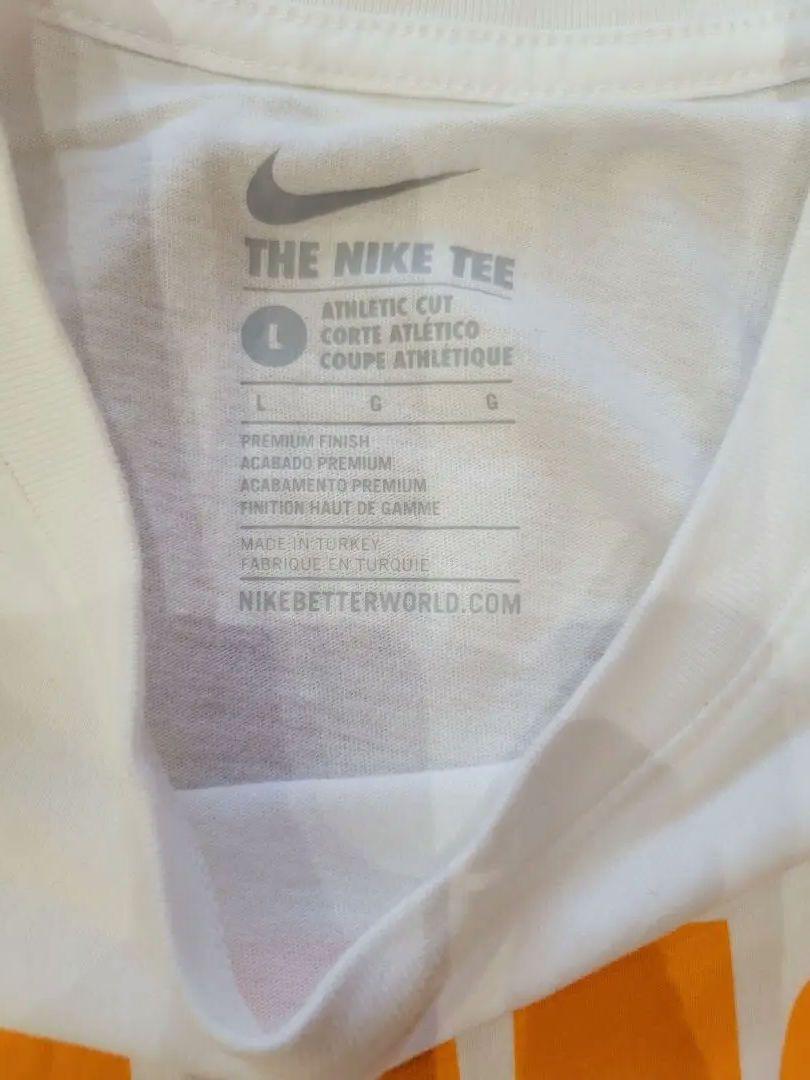 THE NIKE TEE
L
ATHLETIC CUT
CORTE ATLÉTICO
COUPE ATHLÉTIQUE
L G G
PREMIUM FINISH
ACABADO PREMIUM
ACABAMENTO PREMIUM
FINITION HAUT DE GAMME
MADE IN TURKEY
FABRIQUE EN TURQUIE
NIKEBETTERWORLD.COM